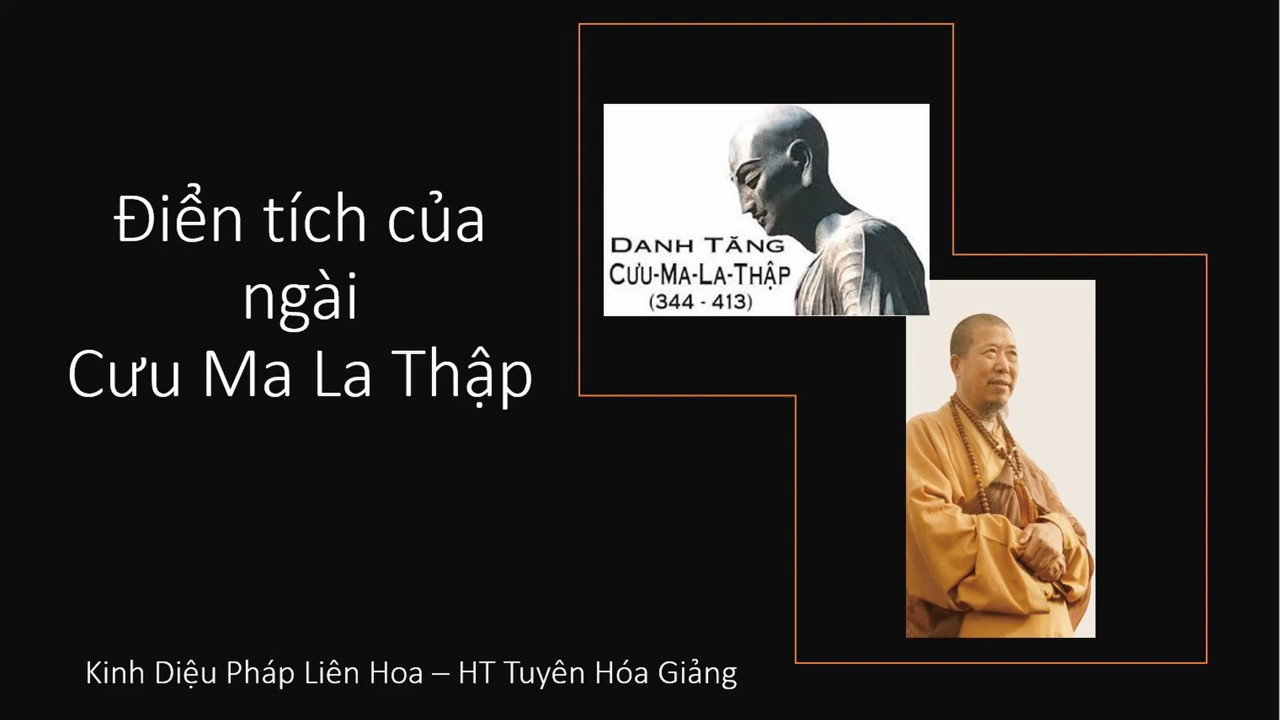 Điển tích của
ngài
Cưu Ma La Thập
DANH TĂNG
CƯU-MA-LA-THẬP
(344 - 413)
Kinh Diệu Pháp Liên Hoa – HT Tuyên Hóa Giảng